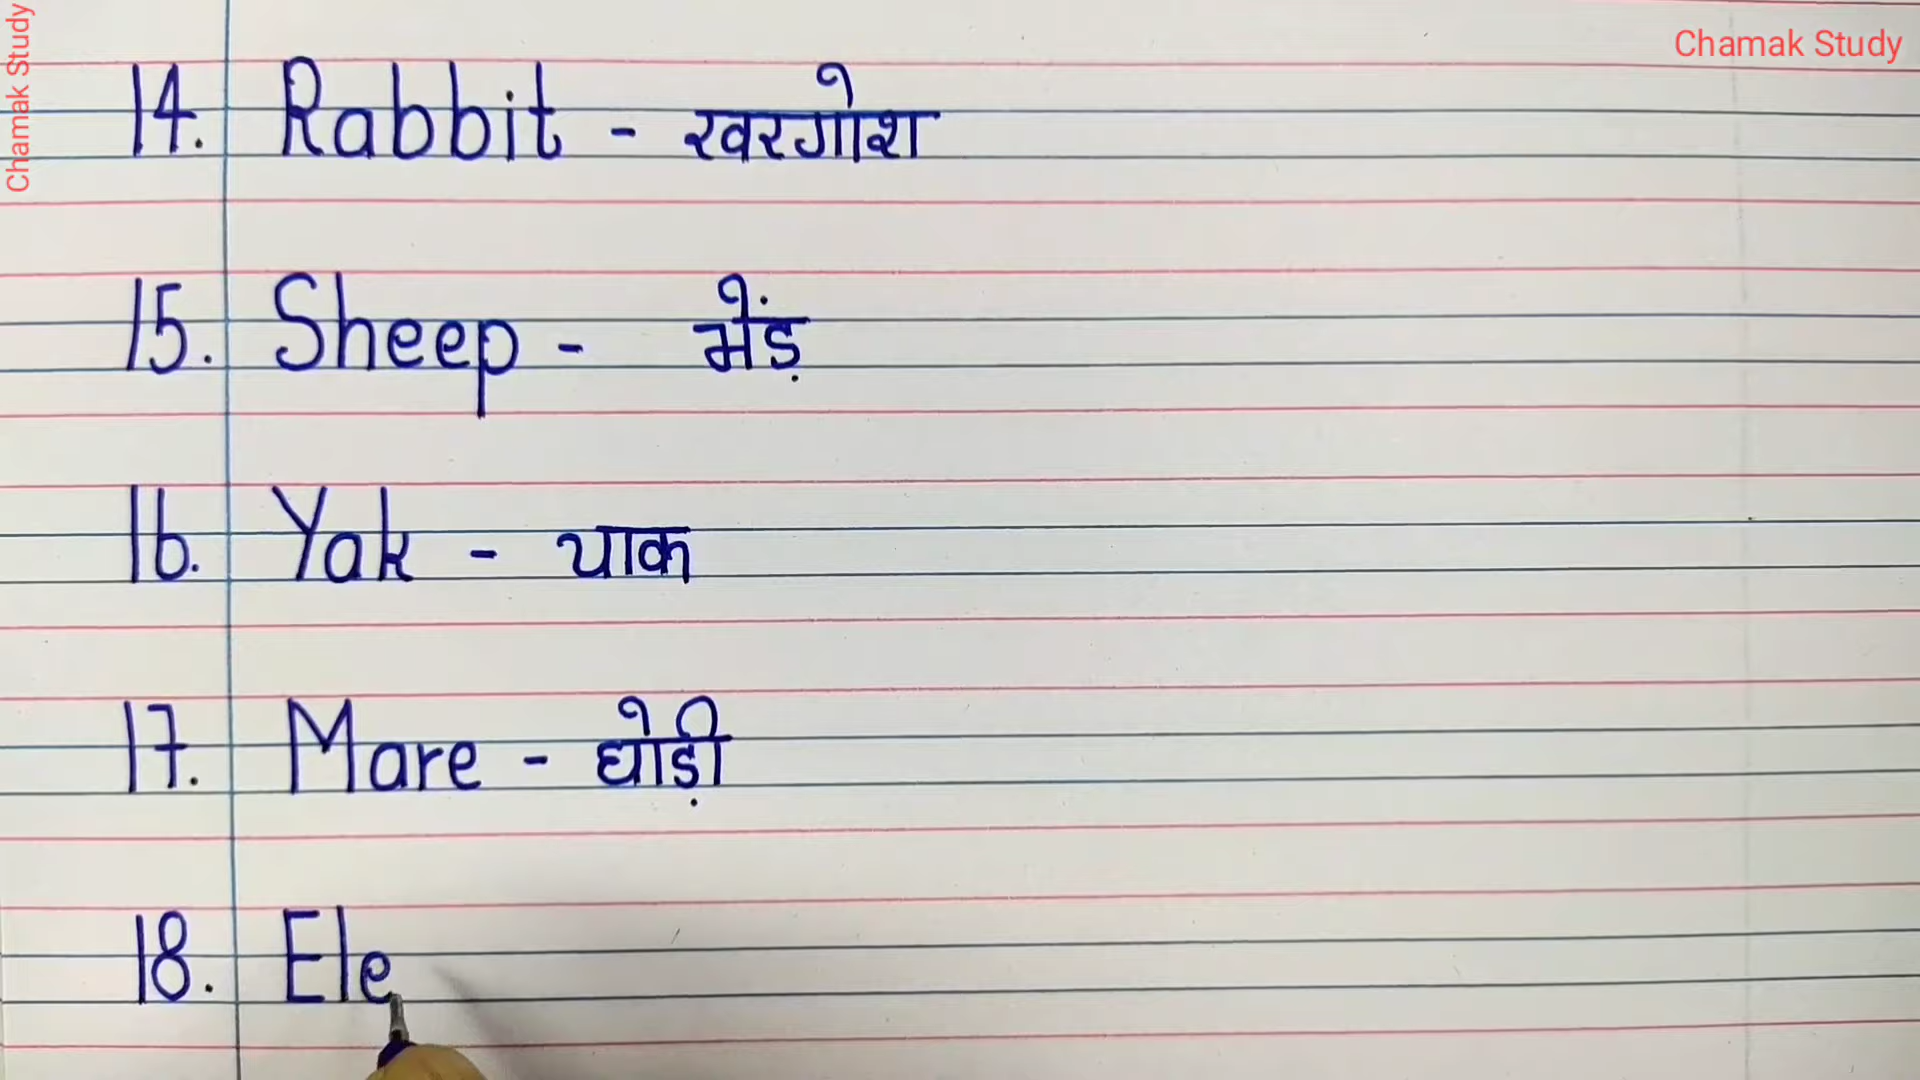 Chamak Study
Chamak Study
14. Rabbit - खरगोश
15. Sheep - भेंड़
16. Yak - याक
17. Mare - घोड़ी
18. Ele